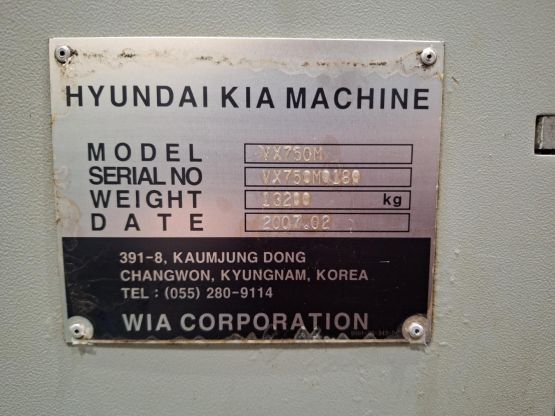 HYUNDAI KIA MACHINE
MODEL VX750M
SERIAL NO VX750M0180
WEIGHT 13200 kg
DATE 2007.02
391-8, KAUMJUNG DONG
CHANGWON, KYUNGNAM, KOREA
TEL : (055) 280-9114
WIA CORPORATION